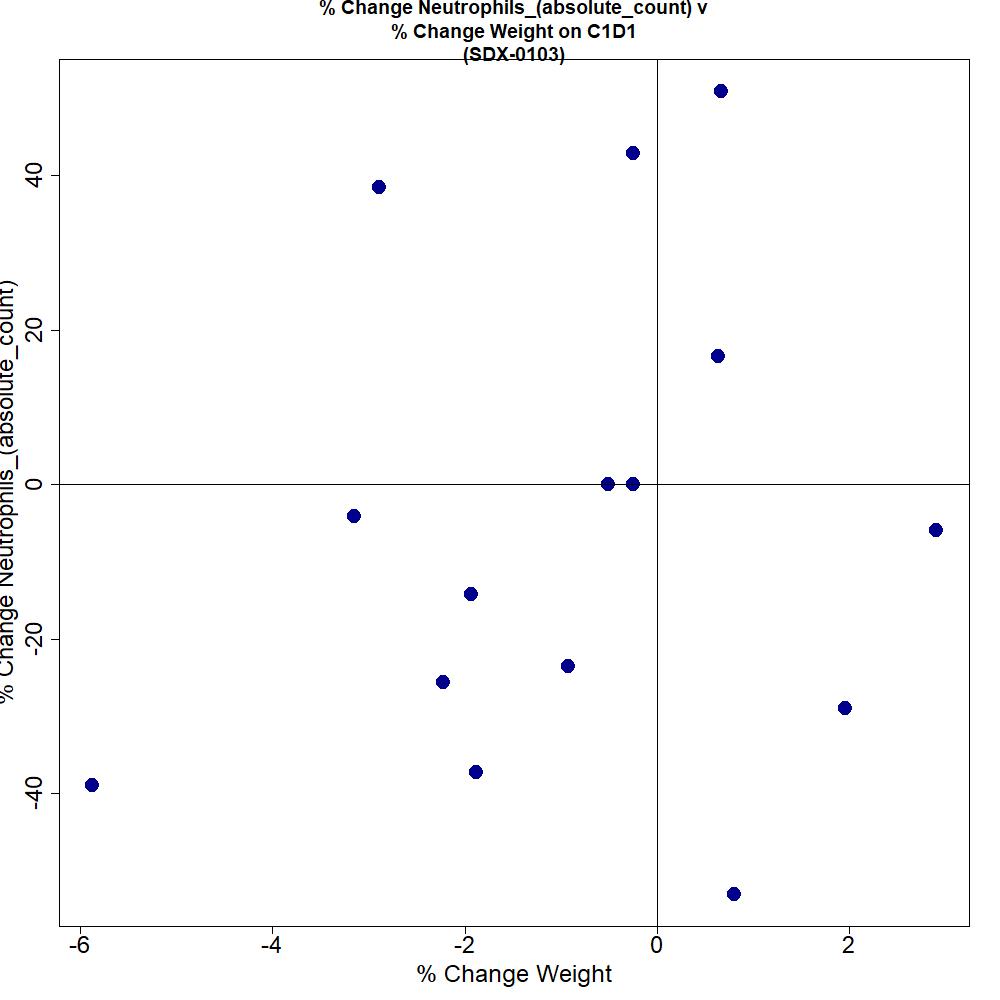 % Change Neutrophils_(absolute_count) v
% Change Weight on C1D1
(SDX-0103)
% Change Neutrophils_(absolute_count)
40
20
0
-20
-40
-6
-4
-2
0
2
% Change Weight